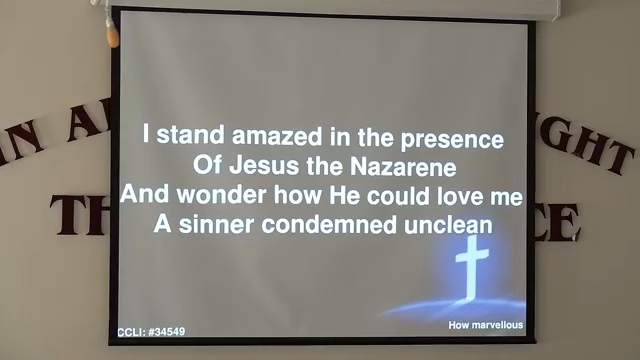 I stand amazed in the presence
Of Jesus the Nazarene
And wonder how He could love me
A sinner condemned unclean
CCLI: #34549
How marvellous